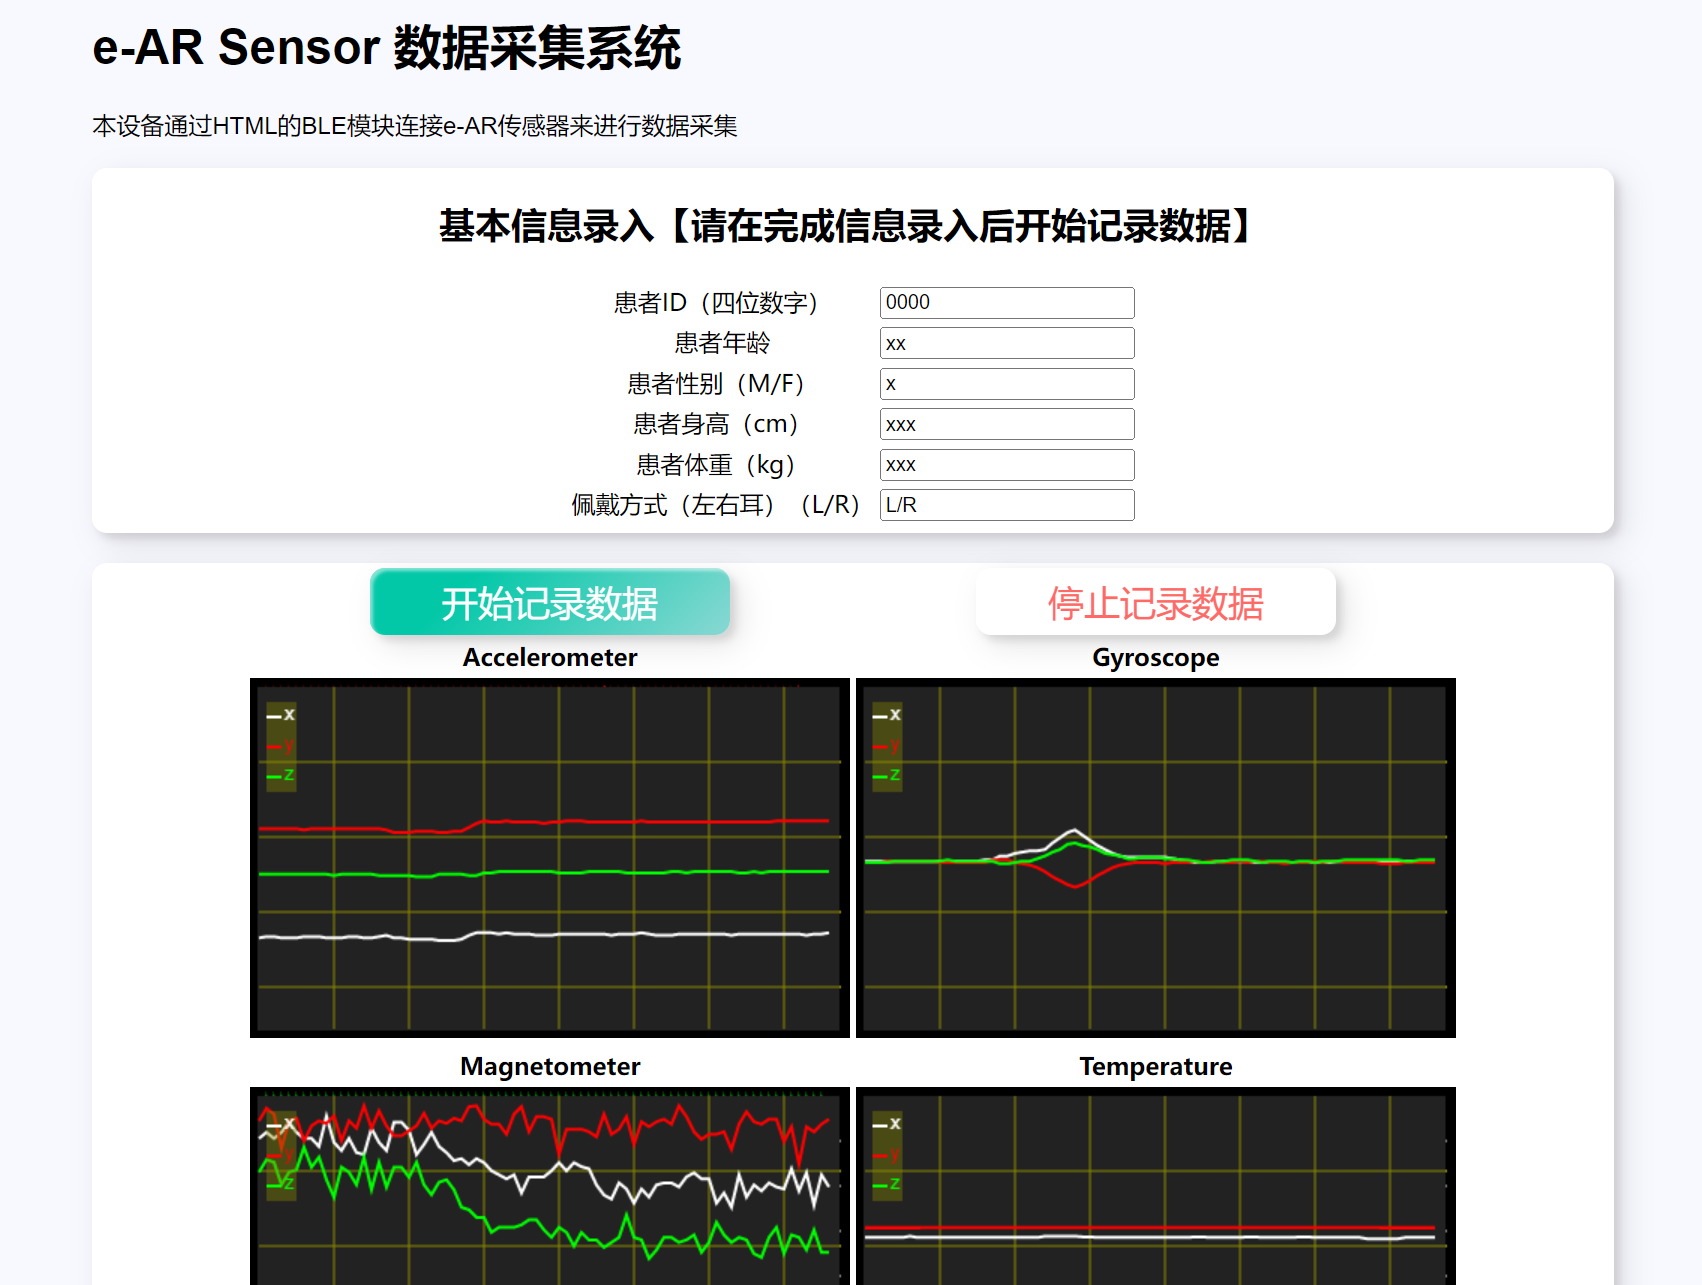 e-AR Sensor 数据采集系统
本设备通过HTML的BLE模块连接e-AR传感器来进行数据采集
基本信息录入【请在完成信息录入后开始记录数据】
患者ID（四位数字） 0000
患者年龄 xx
患者性别（M/F） x
患者身高（cm） xxx
患者体重（kg） xxx
佩戴方式（左右耳）（L/R） L/R
开始记录数据 停止记录数据
Accelerometer Gyroscope
x x
y y
z z
Magnetometer Temperature
x x
y y
z z